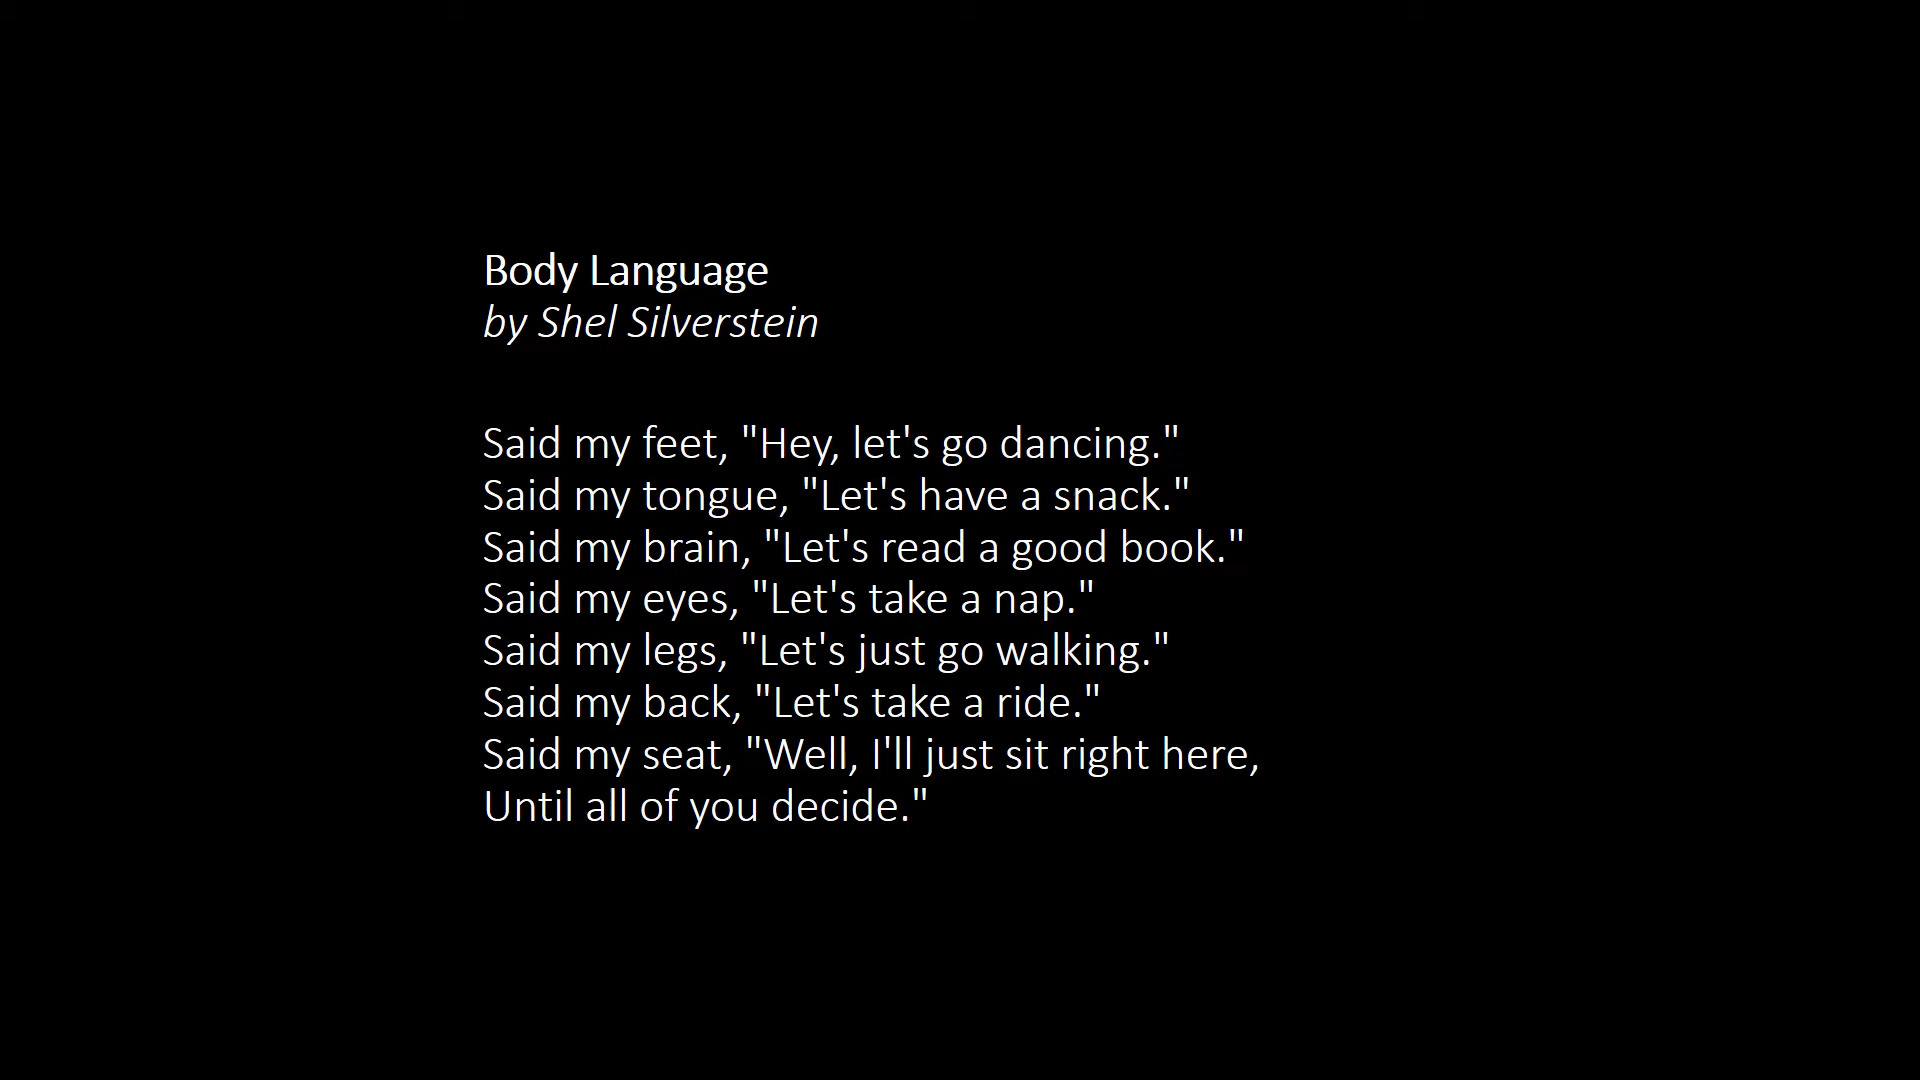 Body Language
by Shel Silverstein
Said my feet, "Hey, let's go dancing."
Said my tongue, "Let's have a snack."
Said my brain, "Let's read a good book."
Said my eyes, "Let's take a nap."
Said my legs, "Let's just go walking."
Said my back, "Let's take a ride."
Said my seat, "Well, I'll just sit right here,
Until all of you decide."